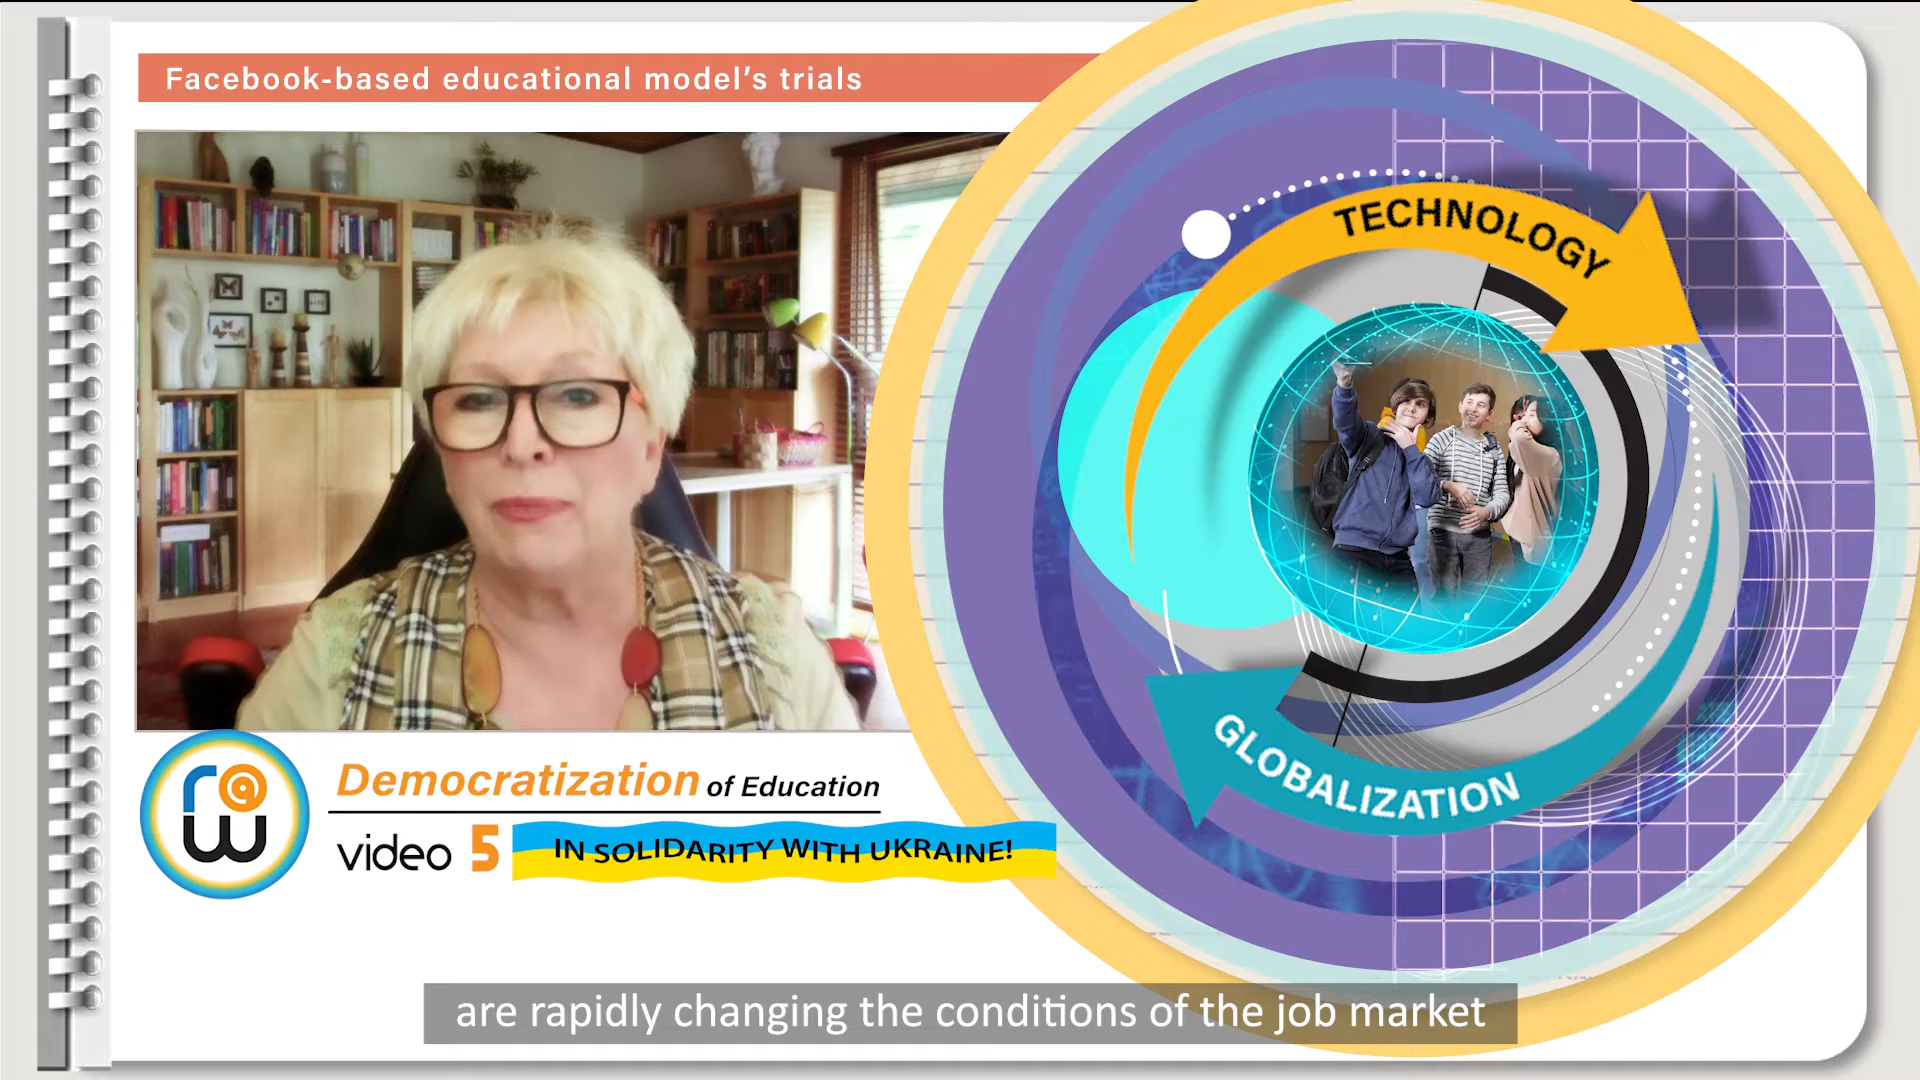 Facebook-based educational model's trials
TECHNOLOGY
GLOBALIZATION
r@w
Democratization of Education
video 5
IN SOLIDARITY WITH UKRAINE!
are rapidly changing the conditions of the job market